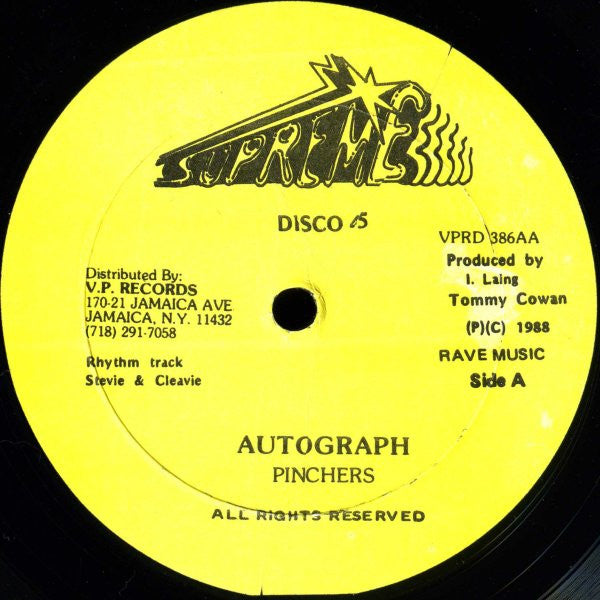 SUPREME
DISCO 45
VPRD 386AA
Produced by
I. Laing
Tommy Cowan
(P)(C) 1988
RAVE MUSIC
Side A
Distributed By:
V.P. RECORDS
170-21 JAMAICA AVE
JAMAICA, N.Y. 11432
(718) 291-7058
Rhythm track
Stevie & Cleavie
AUTOGRAPH
PINCHERS
ALL RIGHTS RESERVED